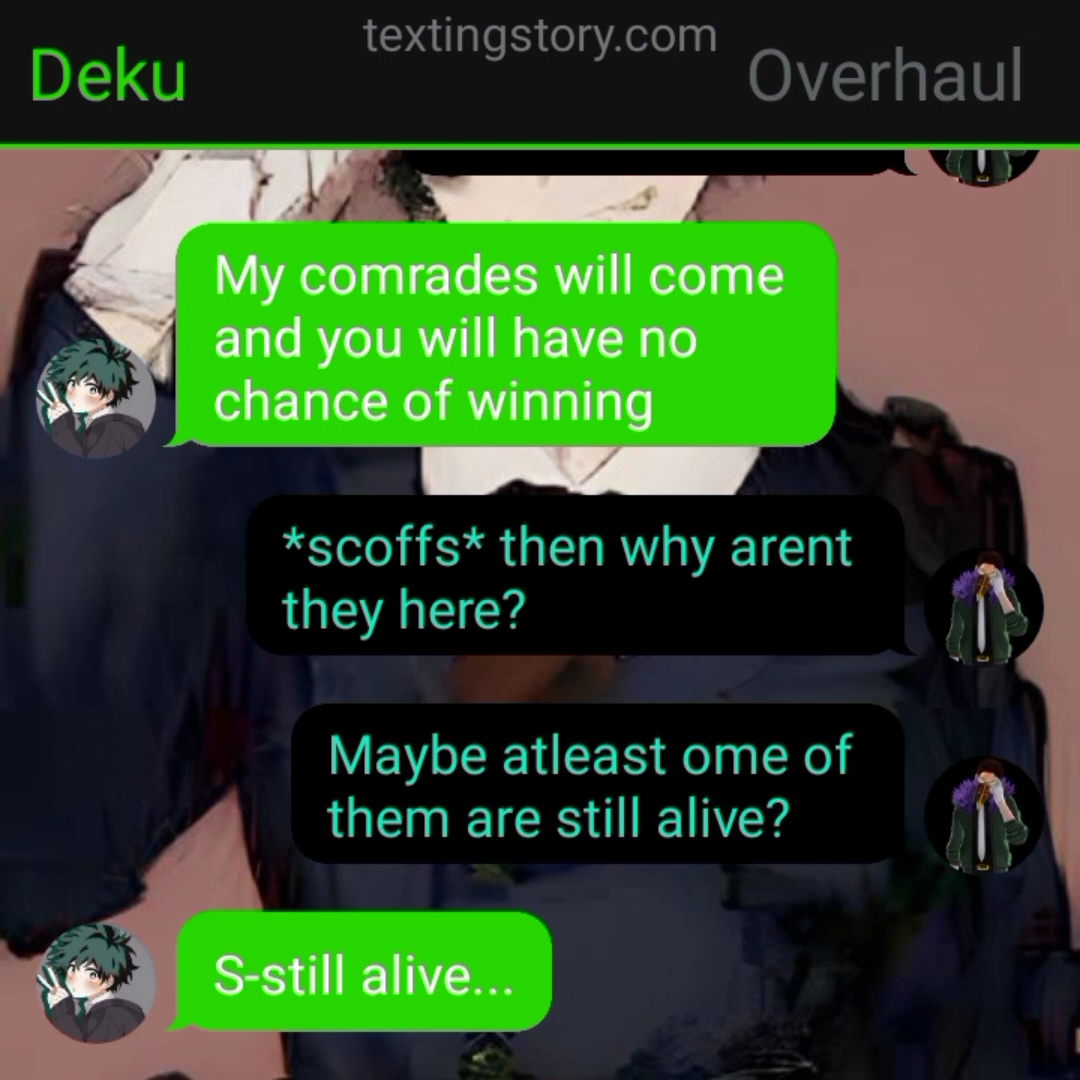 textingstory.com
Deku
Overhaul
My comrades will come
and you will have no
chance of winning
*scoffs* then why arent
they here?
Maybe atleast ome of
them are still alive?
S-still alive...